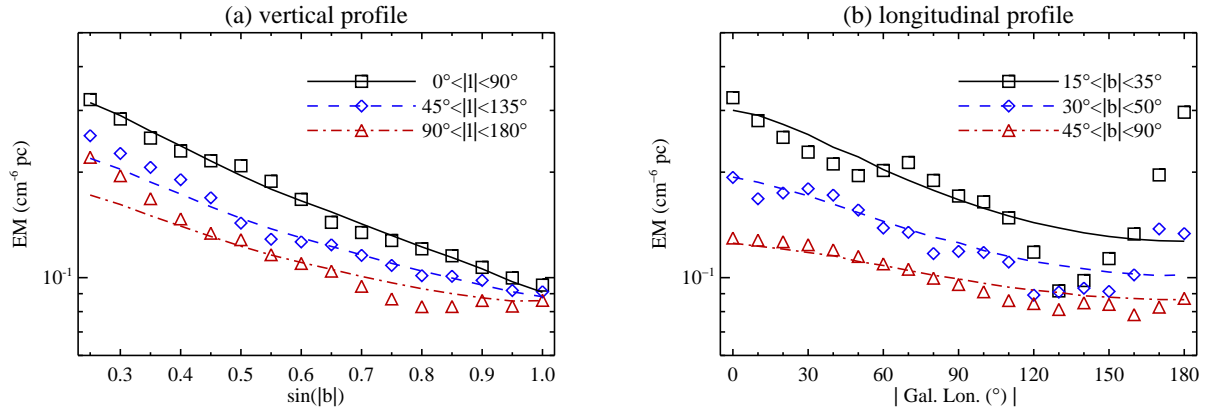 (a) vertical profile
0°<|l|<90°
45°<|l|<135°
90°<|l|<180°
EM (cm⁻⁶ pc)
10⁻¹
0.3 0.4 0.5 0.6 0.7 0.8 0.9 1.0
sin(|b|)
(b) longitudinal profile
15°<|b|<35°
30°<|b|<50°
45°<|b|<90°
EM (cm⁻⁶ pc)
10⁻¹
0 30 60 90 120 150 180
| Gal. Lon. (°) |